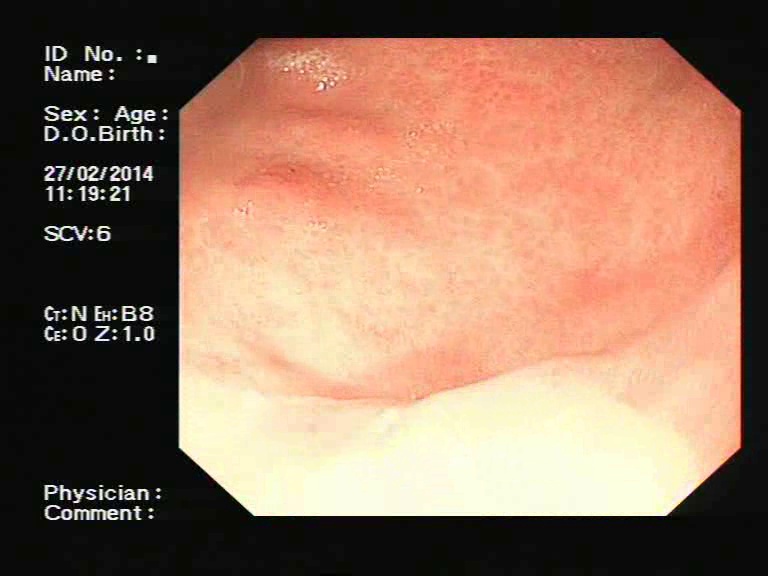 ID No. :
Name:
Sex: Age:
D.O.Birth:
27/02/2014
11:19:21
SCV:6
CT:N EH:B8
CE:0 Z:1.0
Physician:
Comment: